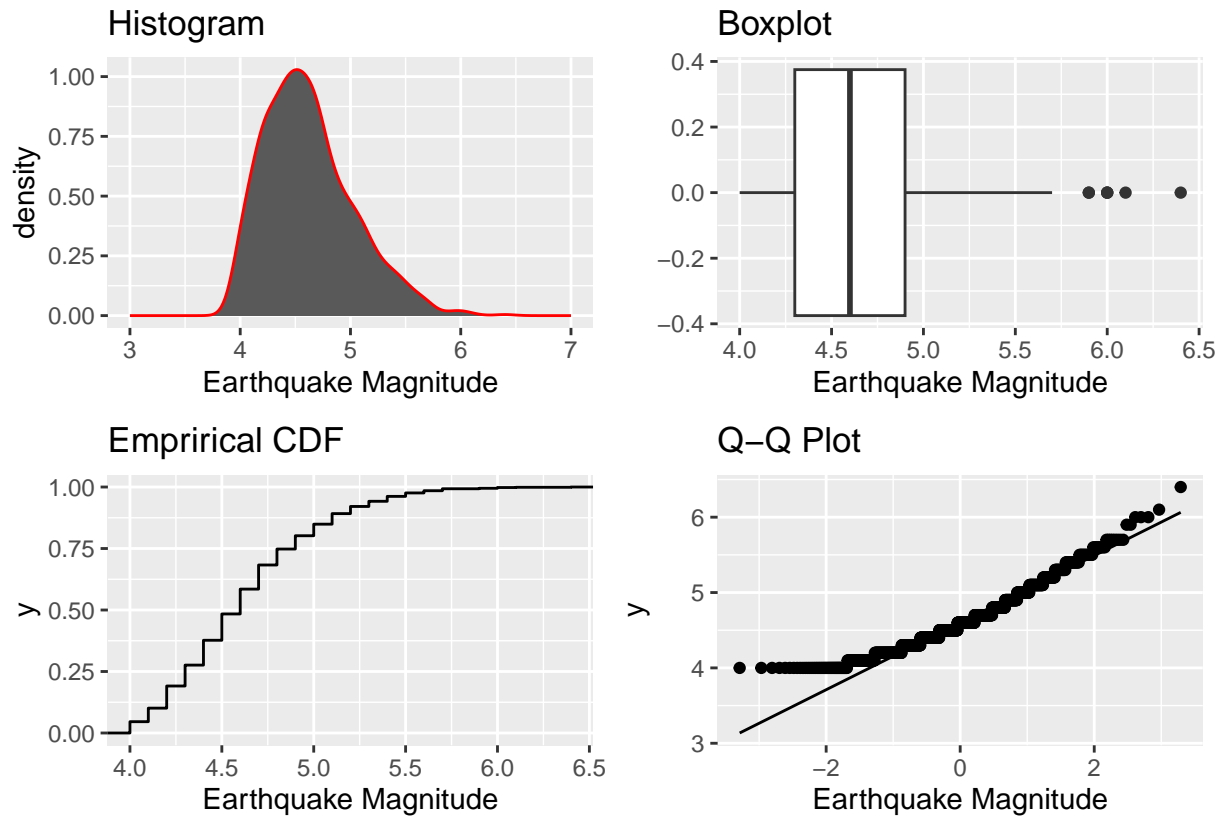 Histogram
density
1.00
0.75
0.50
0.25
0.00
3 4 5 6 7
Earthquake Magnitude
Boxplot
0.4
0.2
0.0
−0.2
−0.4
4.0 4.5 5.0 5.5 6.0 6.5
Earthquake Magnitude
Emprirical CDF
y
1.00
0.75
0.50
0.25
0.00
4.0 4.5 5.0 5.5 6.0 6.5
Earthquake Magnitude
Q−Q Plot
y
6
5
4
3
−2 0 2
Earthquake Magnitude